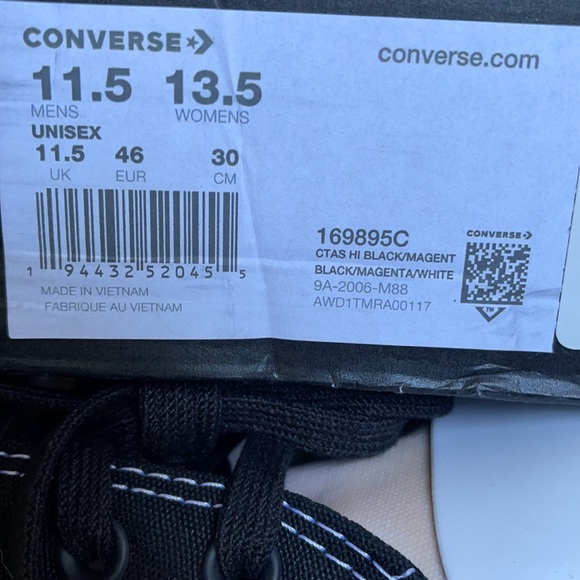 CONVERSE converse.com
11.5 13.5
MENS WOMENS
UNISEX
11.5 46 30
UK EUR CM
1 94432 52045 5
MADE IN VIETNAM
FABRIQUE AU VIETNAM
169895C
CTAS HI BLACK/MAGENT
BLACK/MAGENTA/WHITE
9A-2006-M88
AWD1TMRA00117
CONVERSE
TM